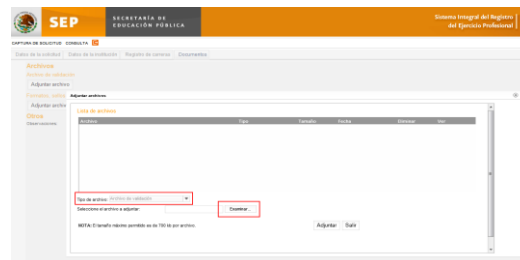 SEP
SECRETARÍA DE
EDUCACIÓN PÚBLICA
Sistema Integral del Registro
del Ejercicio Profesional
CAPTURA DE SOLICITUD CONSULTA
Datos de la solicitud Datos de la Institución Registro de carreras Documentos
Archivos
Archivo de validación
Adjuntar archivo
Adjuntar archivos
Adjuntar archivo
Otros
Lista de archivos
Archivo Tipo Tamaño Fecha Eliminar Ver
Tipo de archivo: Archivo de validación
Seleccione el archivo a adjuntar: Examinar...
NOTA: El tamaño máximo permitido es de 700 kb por archivo.
Adjuntar Salir